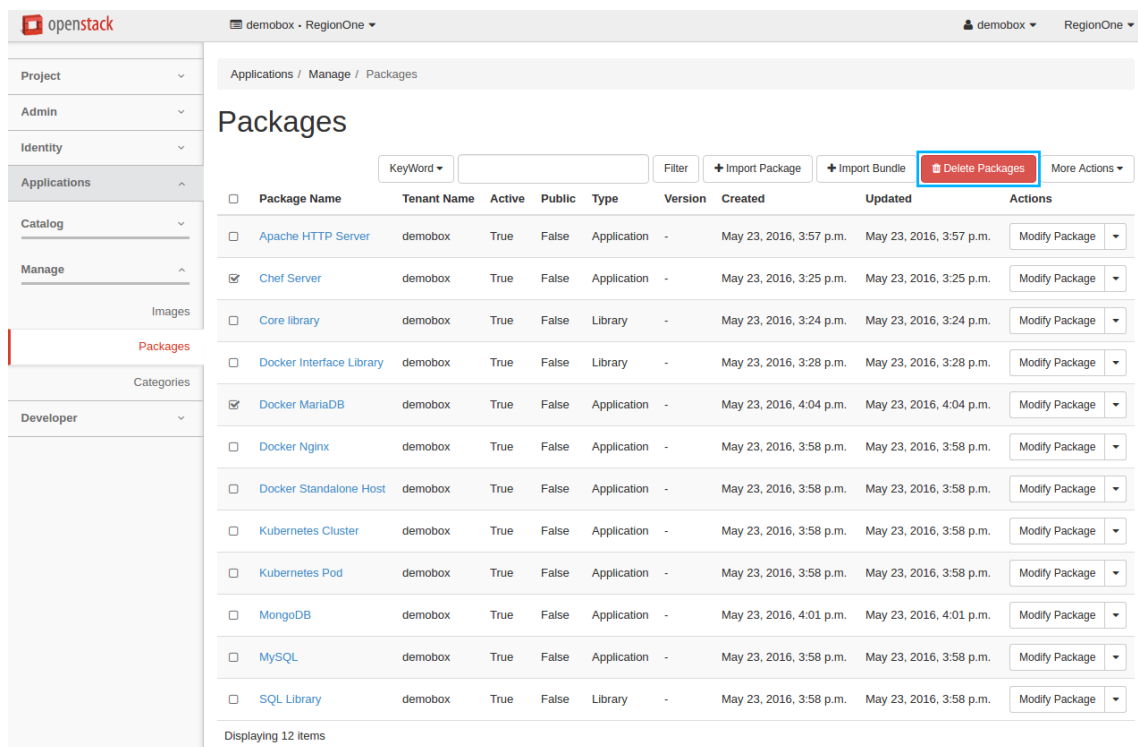 openstack
demobox • RegionOne
demobox RegionOne
Project
Admin
Identity
Applications
Catalog
Manage
Images
Packages
Categories
Developer
Applications / Manage / Packages
Packages
KeyWord Filter Import Package Import Bundle Delete Packages More Actions
Package Name Tenant Name Active Public Type Version Created Updated Actions
Apache HTTP Server demobox True False Application - May 23, 2016, 3:57 p.m. May 23, 2016, 3:57 p.m. Modify Package
Chef Server demobox True False Application - May 23, 2016, 3:25 p.m. May 23, 2016, 3:25 p.m. Modify Package
Core library demobox True False Library - May 23, 2016, 3:24 p.m. May 23, 2016, 3:24 p.m. Modify Package
Docker Interface Library demobox True False Library - May 23, 2016, 3:28 p.m. May 23, 2016, 3:28 p.m. Modify Package
Docker MariaDB demobox True False Application - May 23, 2016, 4:04 p.m. May 23, 2016, 4:04 p.m. Modify Package
Docker Nginx demobox True False Application - May 23, 2016, 3:58 p.m. May 23, 2016, 3:58 p.m. Modify Package
Docker Standalone Host demobox True False Application - May 23, 2016, 3:58 p.m. May 23, 2016, 3:58 p.m. Modify Package
Kubernetes Cluster demobox True False Application - May 23, 2016, 3:58 p.m. May 23, 2016, 3:58 p.m. Modify Package
Kubernetes Pod demobox True False Application - May 23, 2016, 3:58 p.m. May 23, 2016, 3:58 p.m. Modify Package
MongoDB demobox True False Application - May 23, 2016, 4:01 p.m. May 23, 2016, 4:01 p.m. Modify Package
MySQL demobox True False Application - May 23, 2016, 3:58 p.m. May 23, 2016, 3:58 p.m. Modify Package
SQL Library demobox True False Library - May 23, 2016, 3:58 p.m. May 23, 2016, 3:58 p.m. Modify Package
Displaying 12 items